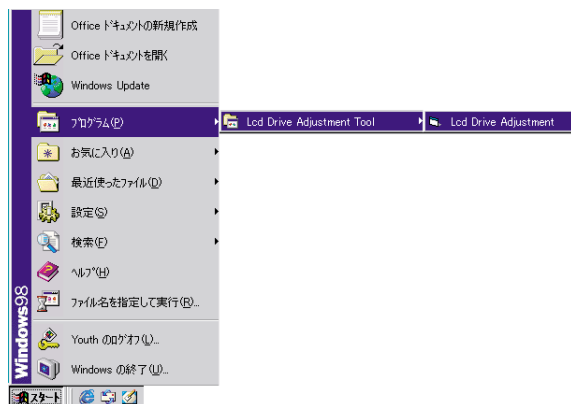 Office ﾄﾞｷｭﾒﾝﾄの新規作成
Office ﾄﾞｷｭﾒﾝﾄを開く
Windows Update
ﾌﾟﾛｸﾞﾗﾑ(P)
Lcd Drive Adjustment Tool
Lcd Drive Adjustment
お気に入り(A)
最近使ったﾌｧｲﾙ(D)
設定(S)
検索(F)
ﾍﾙﾌﾟ(H)
ﾌｧｲﾙ名を指定して実行(R)...
Youth のﾛｸﾞｵﾌ(L)...
Windows の終了(U)...
Windows98
スタート